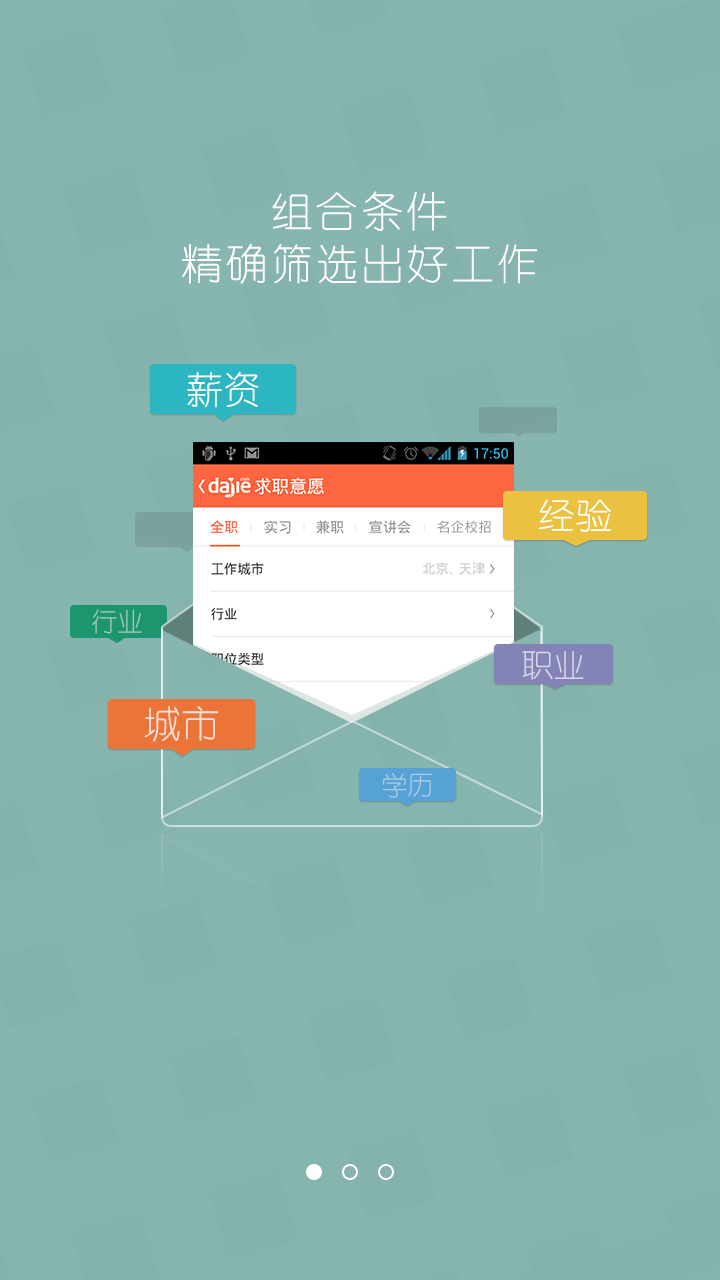 组合条件
精确筛选出好工作
薪资
17:50
dajie 求职意愿
全职 实习 兼职 宣讲会 名企校招
经验
工作城市 北京、天津
行业
行业
职位类型
职业
城市
学历